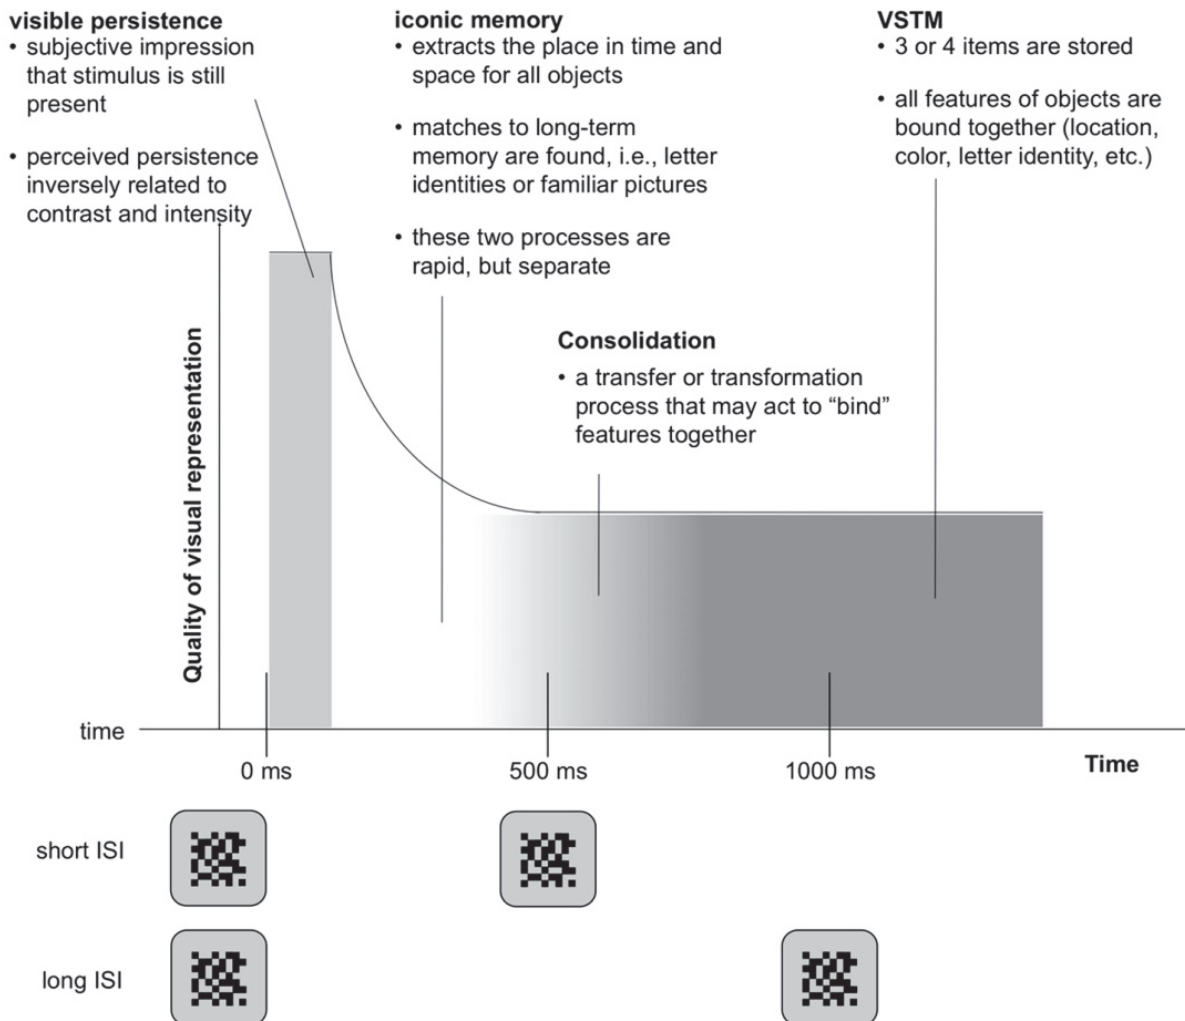 visible persistence
• subjective impression
that stimulus is still
present
• perceived persistence
inversely related to
contrast and intensity
iconic memory
• extracts the place in time and
space for all objects
• matches to long-term
memory are found, i.e., letter
identities or familiar pictures
• these two processes are
rapid, but separate
VSTM
• 3 or 4 items are stored
• all features of objects are
bound together (location,
color, letter identity, etc.)
Consolidation
• a transfer or transformation
process that may act to “bind”
features together
Quality of visual representation
time
0 ms
500 ms
1000 ms
Time
short ISI
long ISI